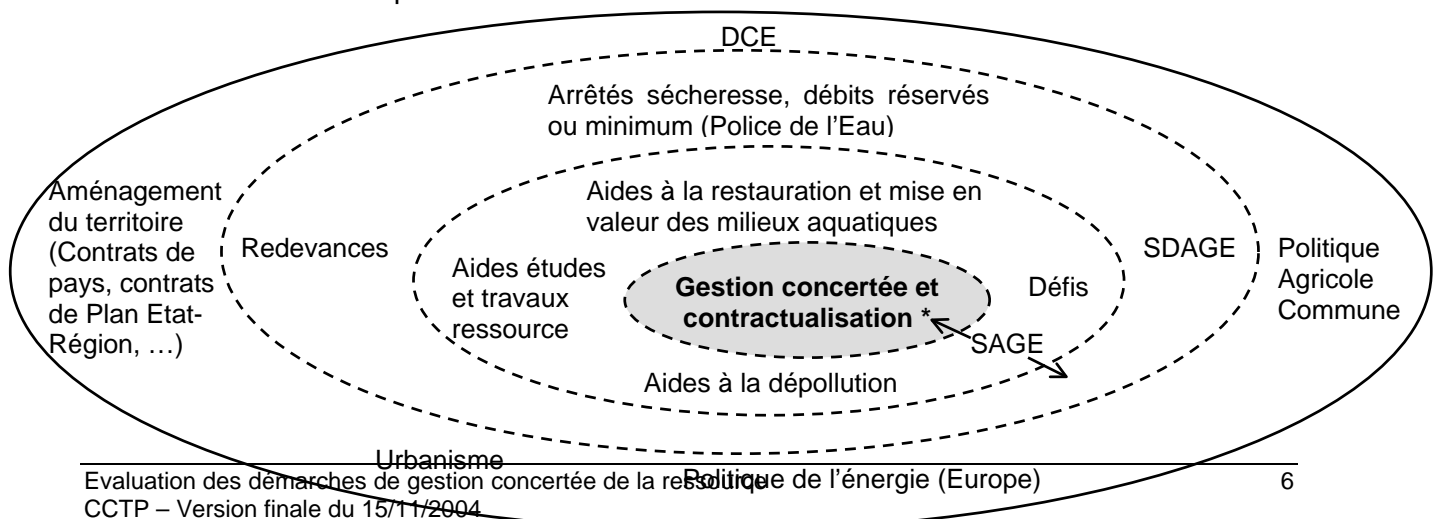 DCE
Arrêtés sécheresse, débits réservés
ou minimum (Police de l'Eau)
Aménagement
du territoire
(Contrats de
pays, contrats
de Plan Etat-
Région, …)
Redevances
Aides à la restauration et mise en
valeur des milieux aquatiques
Aides études
et travaux
ressource
Gestion concertée et
contractualisation *
Défis
SAGE
SDAGE
Politique
Agricole
Commune
Aides à la dépollution
Urbanisme
Politique de l'énergie (Europe)
Evaluation des démarches de gestion concertée de la ressource
6
CCTP – Version finale du 15/11/2004